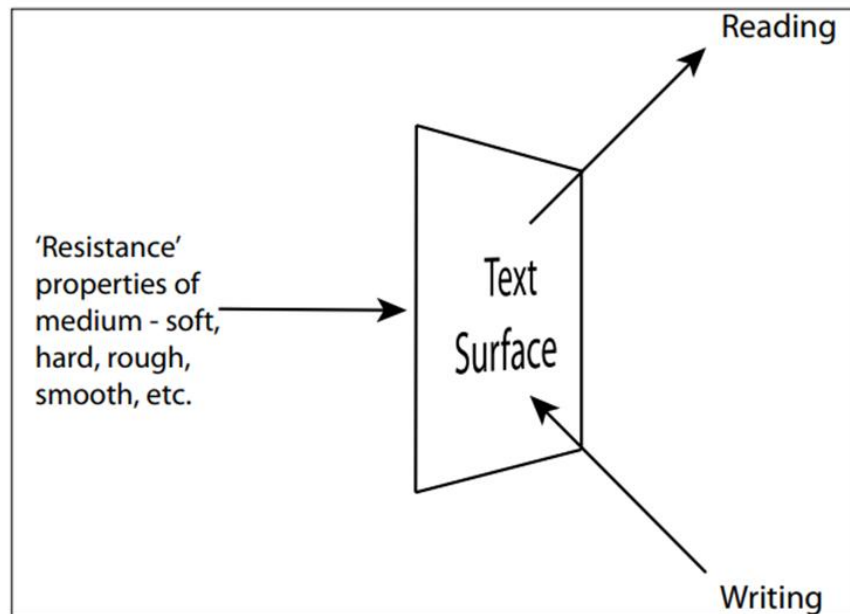 Reading
‘Resistance’
properties of
medium - soft,
hard, rough,
smooth, etc.
Text
Surface
Writing